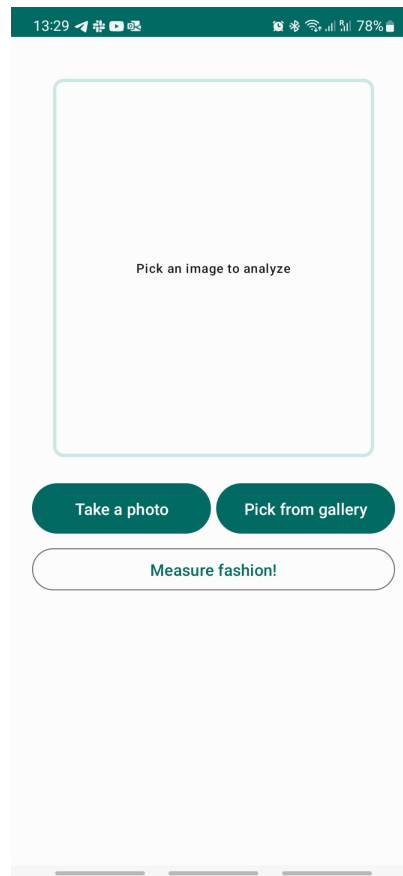 13:29 78%
Pick an image to analyze
Take a photo Pick from gallery
Measure fashion!